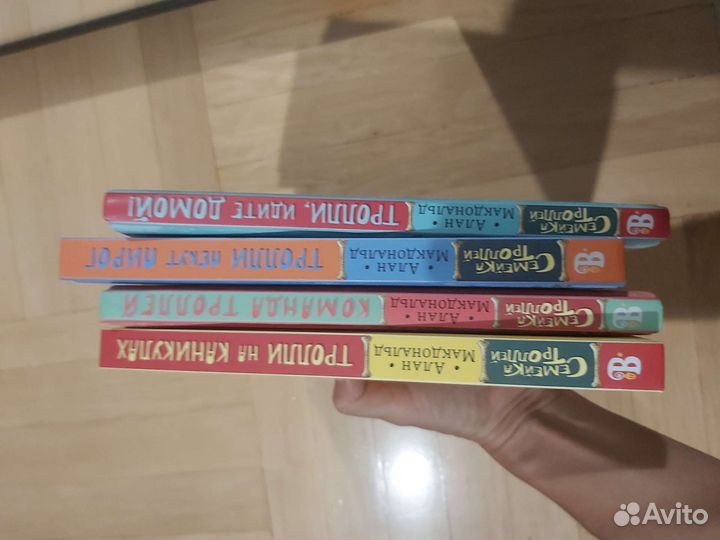 ТРОЛЛИ, ИДИТЕ ДОМОЙ!
• АЛАН •
МАКДОНАЛЬД
СЕМЕЙКА
ТРОЛЛЕЙ
В
ТРОЛЛИ ПЕКУТ ПИРОГ
• АЛАН •
МАКДОНАЛЬД
СЕМЕЙКА
ТРОЛЛЕЙ
В
КОМАНДА ТРОЛЛЕЙ
• АЛАН •
МАКДОНАЛЬД
СЕМЕЙКА
ТРОЛЛЕЙ
В
ТРОЛЛИ НА КАНИКУЛАХ
• АЛАН •
МАКДОНАЛЬД
СЕМЕЙКА
ТРОЛЛЕЙ
В
Avito